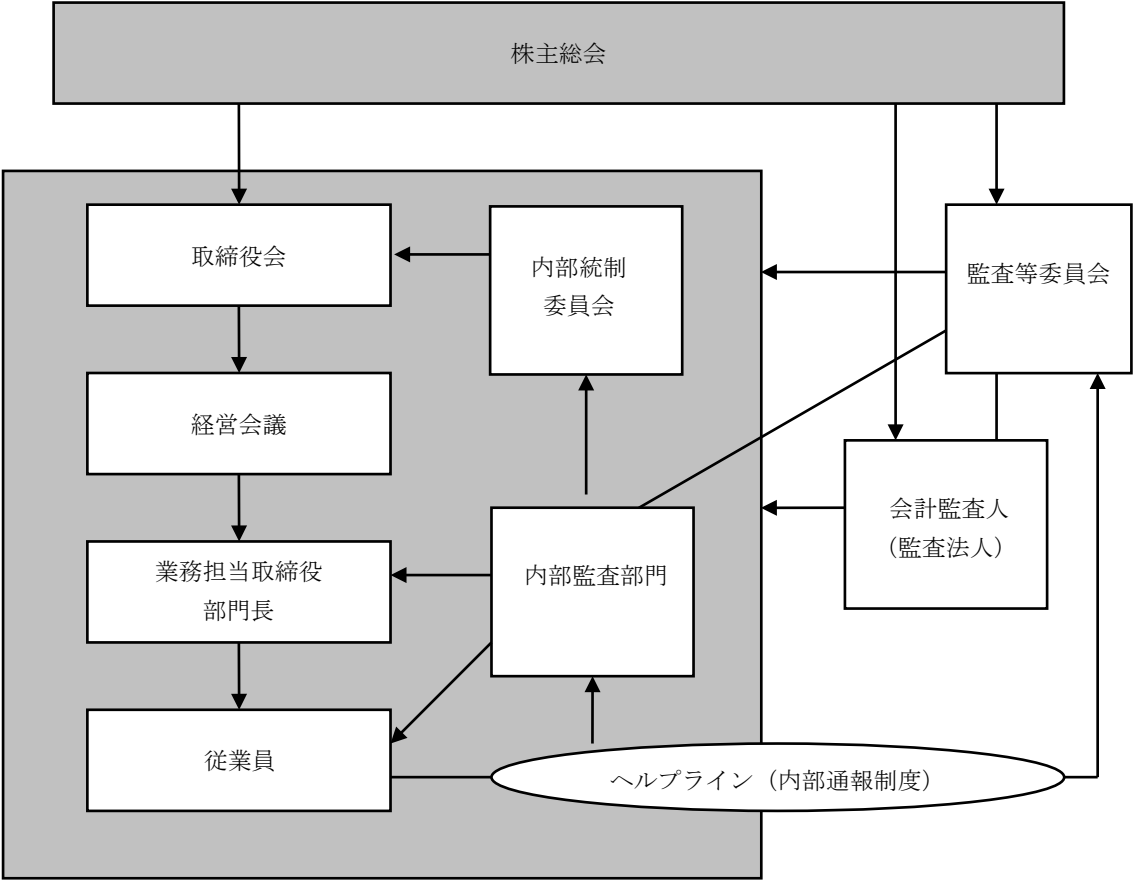 株主総会
取締役会
内部統制
委員会
監査等委員会
経営会議
会計監査人
（監査法人）
業務担当取締役
部門長
内部監査部門
従業員
ヘルプライン（内部通報制度）